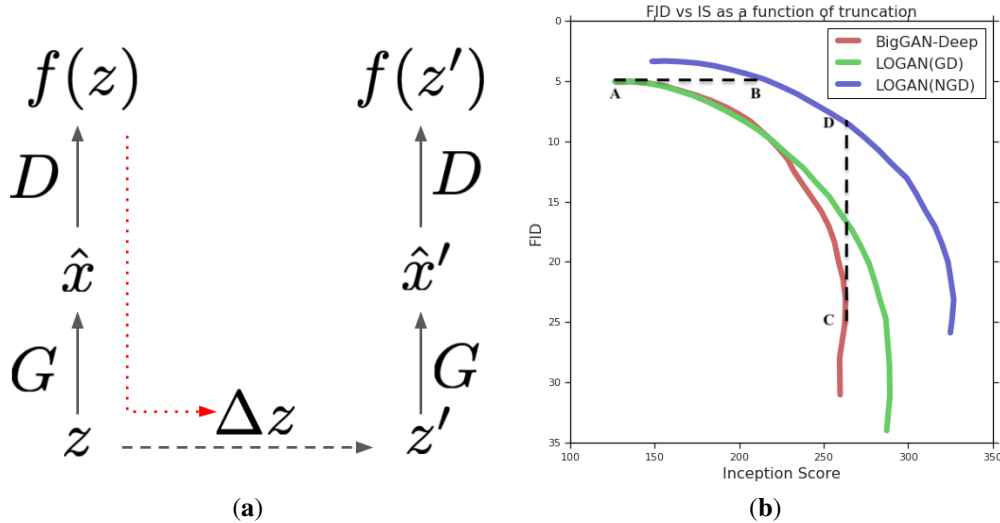 f(z)
f(z′)
D
D
x̂
x̂′
G
G
Δz
z
z′
(a)
FID vs IS as a function of truncation
BigGAN-Deep
LOGAN(GD)
LOGAN(NGD)
0
5
10
15
20
25
30
35
FID
A
B
D
C
100
150
200
250
300
350
Inception Score
(b)